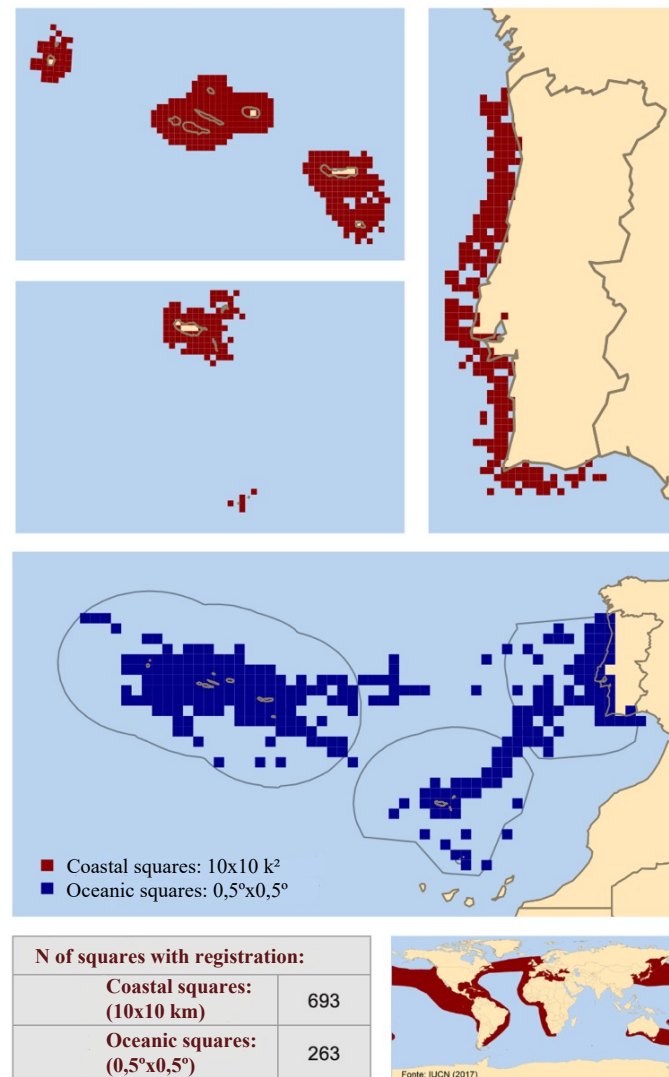 Coastal squares: 10x10 k²
Oceanic squares: 0,5ºx0,5º
N of squares with registration:
Coastal squares:
(10x10 km)
693
Oceanic squares:
(0,5ºx0,5º)
263
Fonte: IUCN (2017)